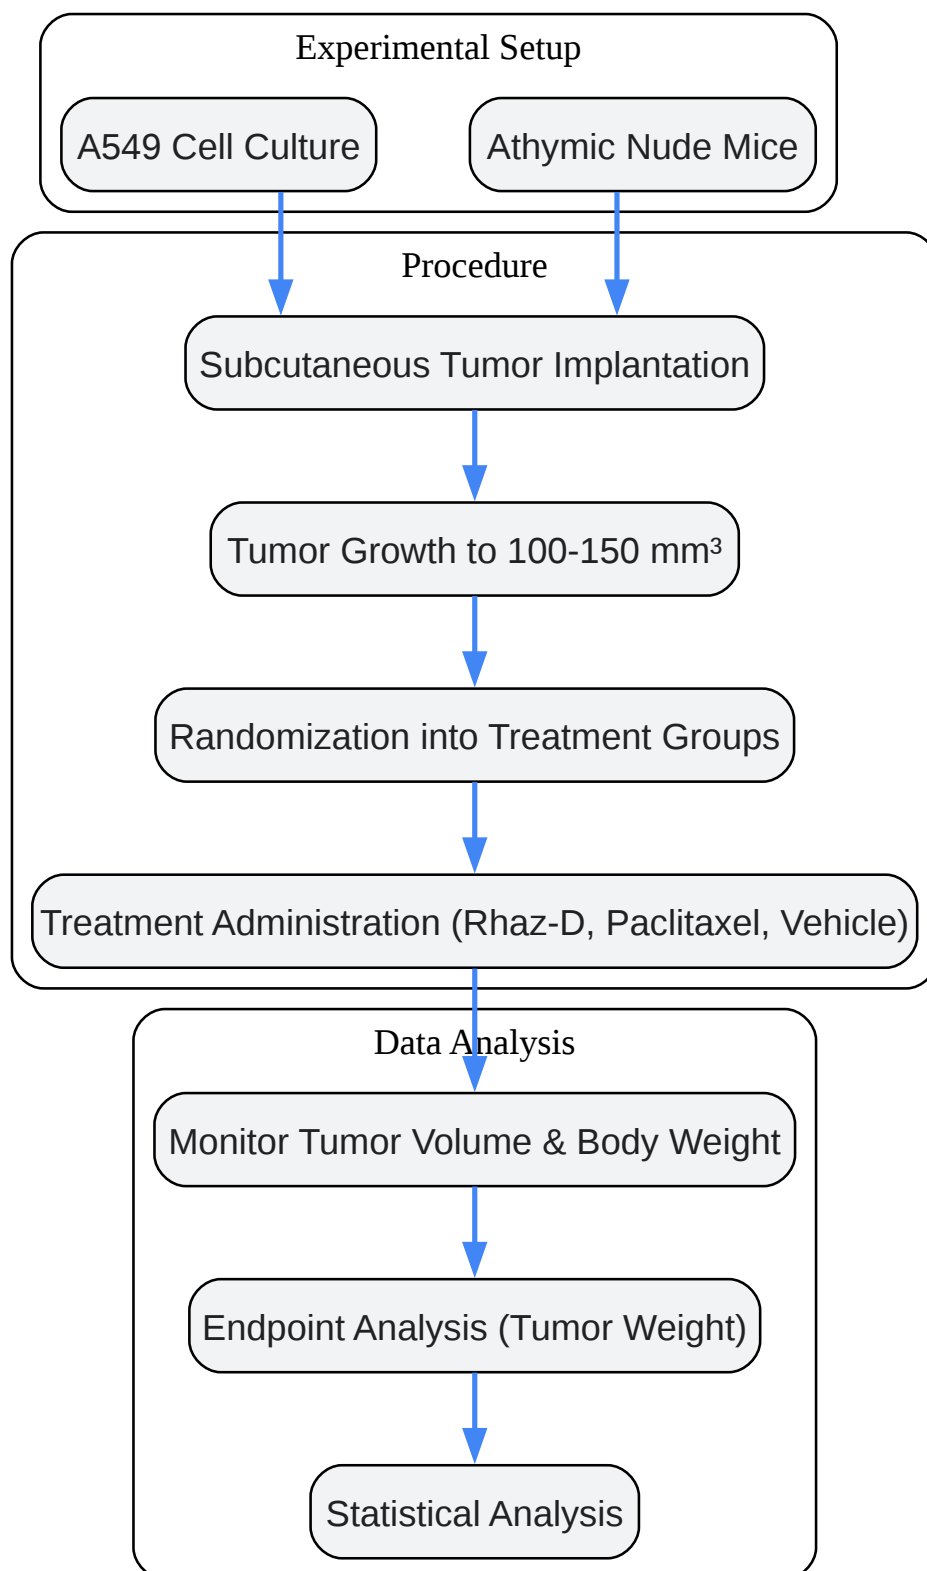 Experimental Setup
A549 Cell Culture
Athymic Nude Mice
Procedure
Subcutaneous Tumor Implantation
Tumor Growth to 100-150 mm³
Randomization into Treatment Groups
Treatment Administration (Rhaz-D, Paclitaxel, Vehicle)
Data Analysis
Monitor Tumor Volume & Body Weight
Endpoint Analysis (Tumor Weight)
Statistical Analysis